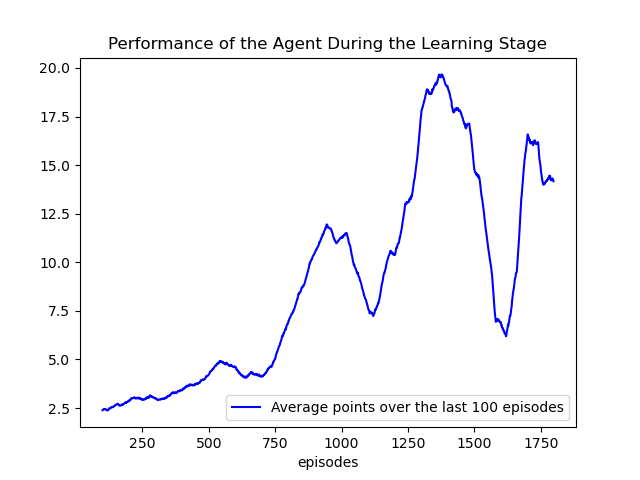 Performance of the Agent During the Learning Stage
20.0
17.5
15.0
12.5
10.0
7.5
5.0
2.5
Average points over the last 100 episodes
250 500 750 1000 1250 1500 1750
episodes